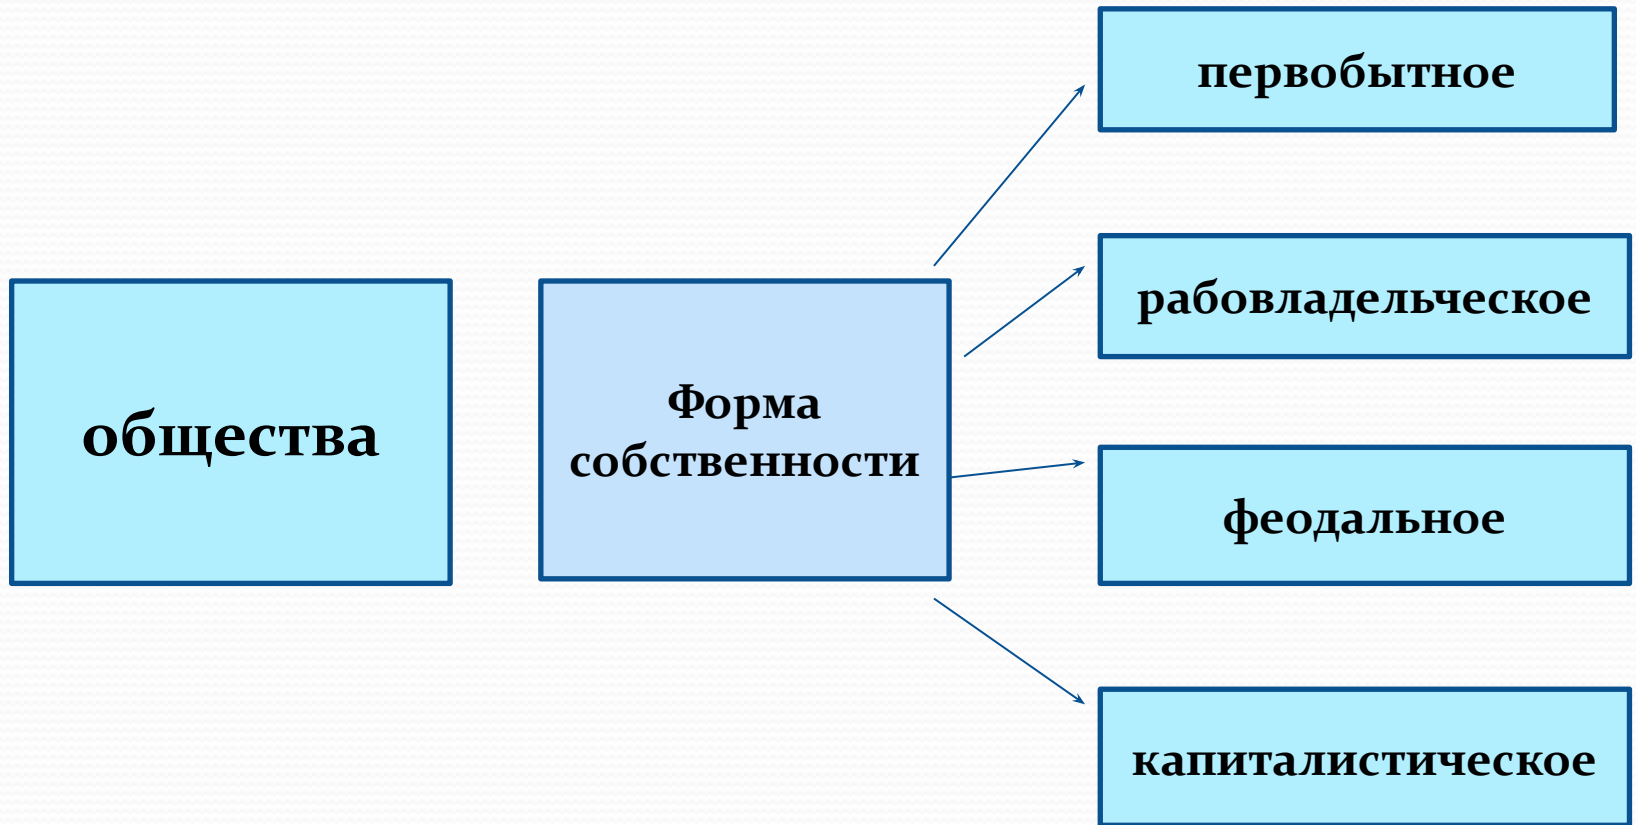 общества
Форма
собственности
первобытное
рабовладельческое
феодальное
капиталистическое